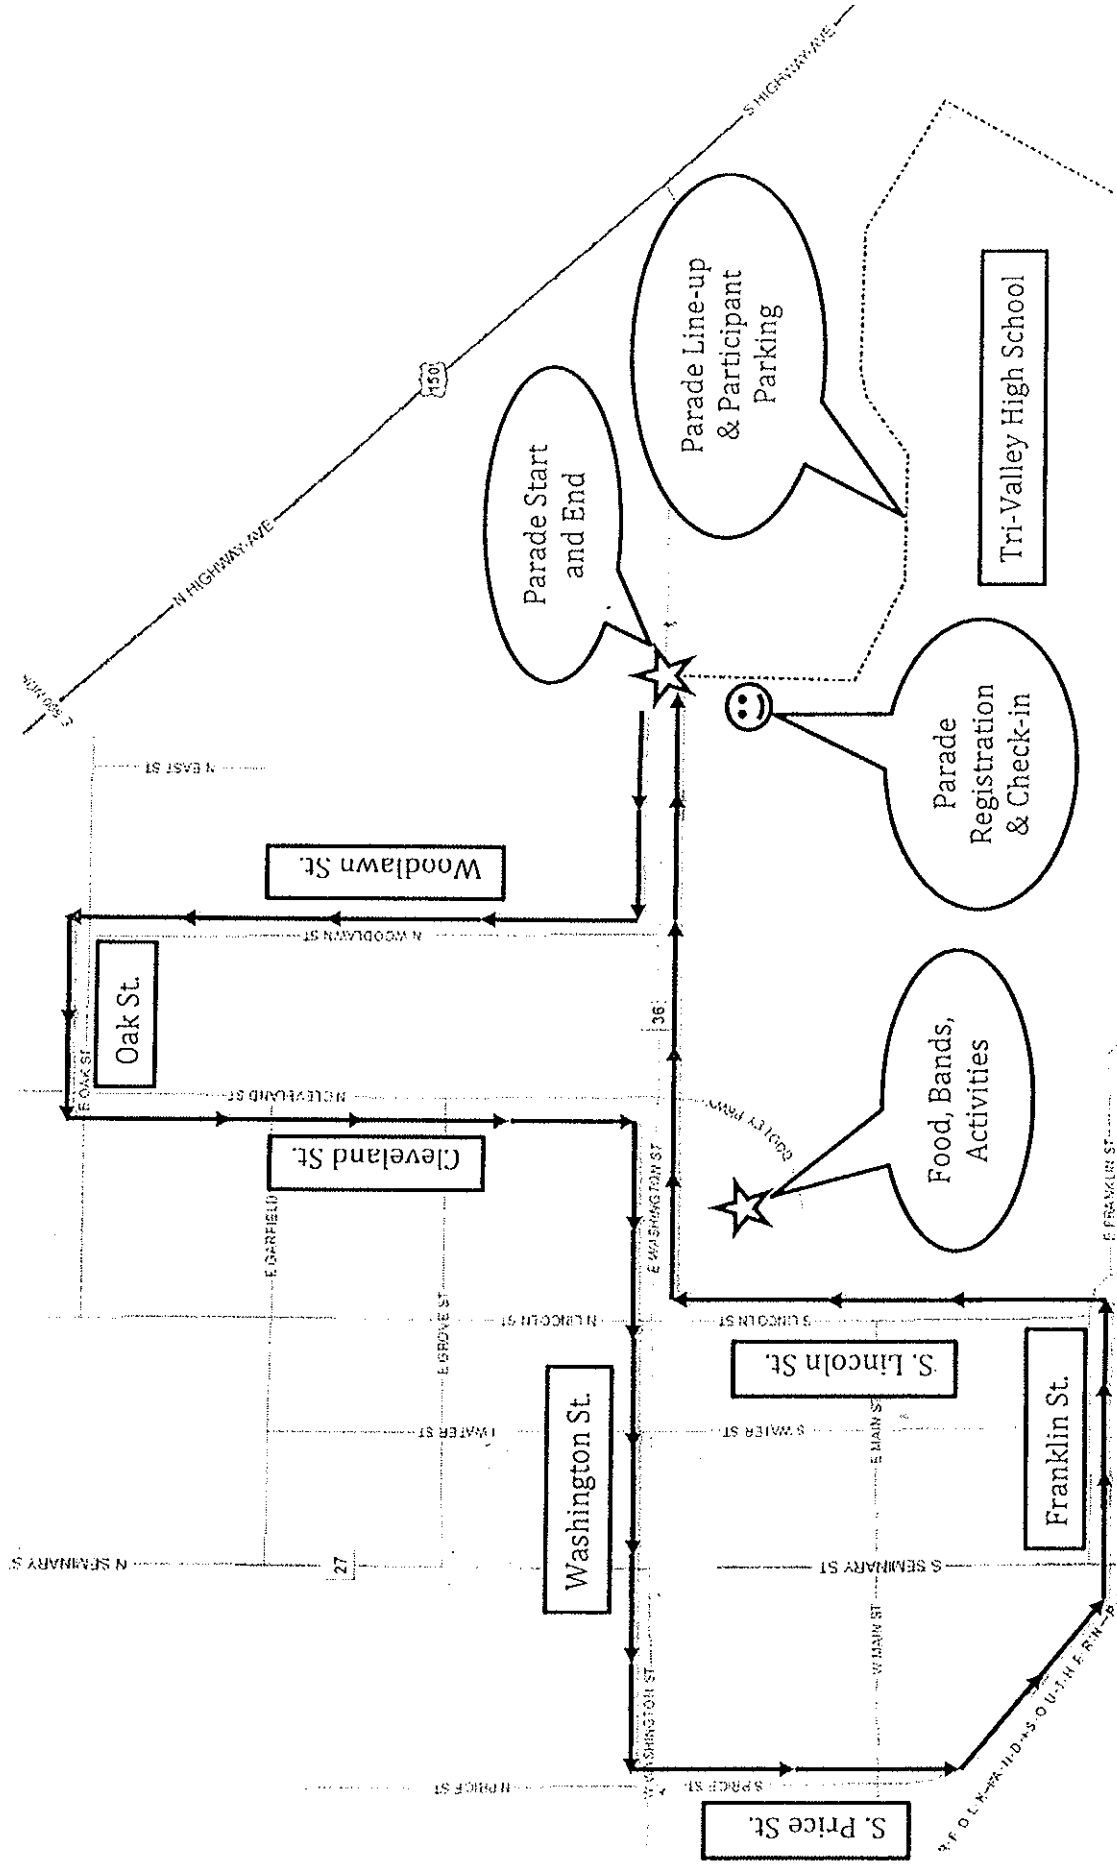 S HIGHWAY AVE
150
N HIGHWAY AVE
Parade Line-up
& Participant
Parking
Parade Start
and End
Tri-Valley High School
Parade
Registration
& Check-in
N EAST ST
Woodlawn St.
N WOODLAWN ST
Oak St.
E OAK ST
36
Food, Bands,
Activities
N CLEVELAND ST
Cleveland St.
E WASHINGTON ST
E FRANKLIN ST
E GARFIELD
E GROVE ST
N LINCOLN ST
S LINCOLN ST
S. Lincoln St.
Washington St.
WATER ST
S WATER ST
E MAIN ST
Franklin St.
N SEMINARY S
27
S SEMINARY ST
W MAIN ST
W WASHINGTON ST
N PRICE ST
S PRICE ST
S. Price St.